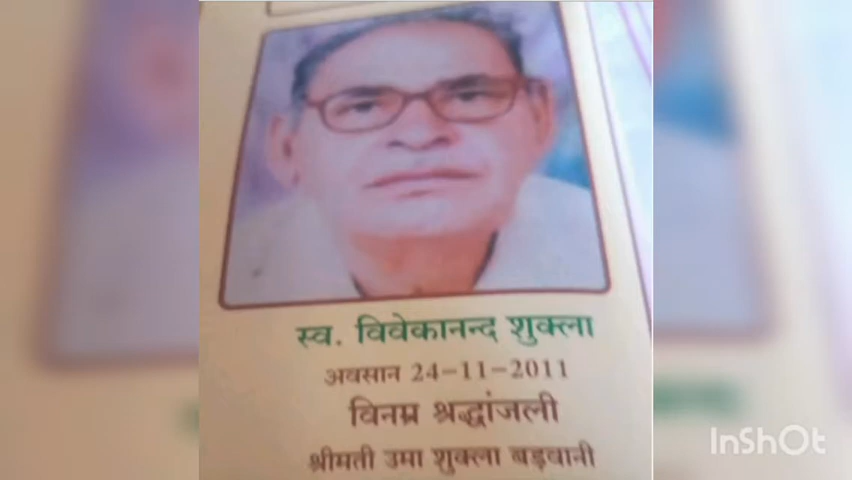 स्व. विवेकानन्द शुक्ला
अवसान 24-11-2011
विनम्र श्रद्धांजली
श्रीमती उमा शुक्ला बड़वानी
InShOt